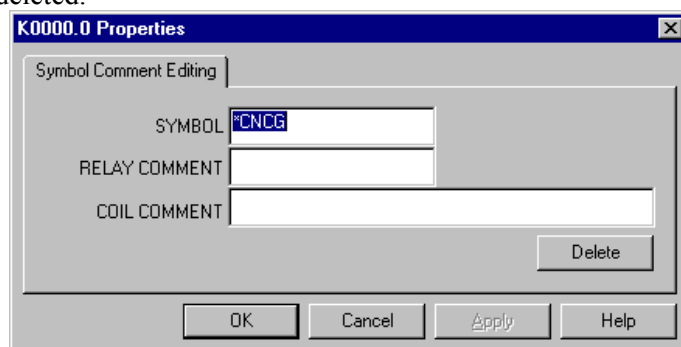 deleted.
K0000.0 Properties
Symbol Comment Editing
SYMBOL *CNCG
RELAY COMMENT
COIL COMMENT
Delete
OK Cancel Apply Help